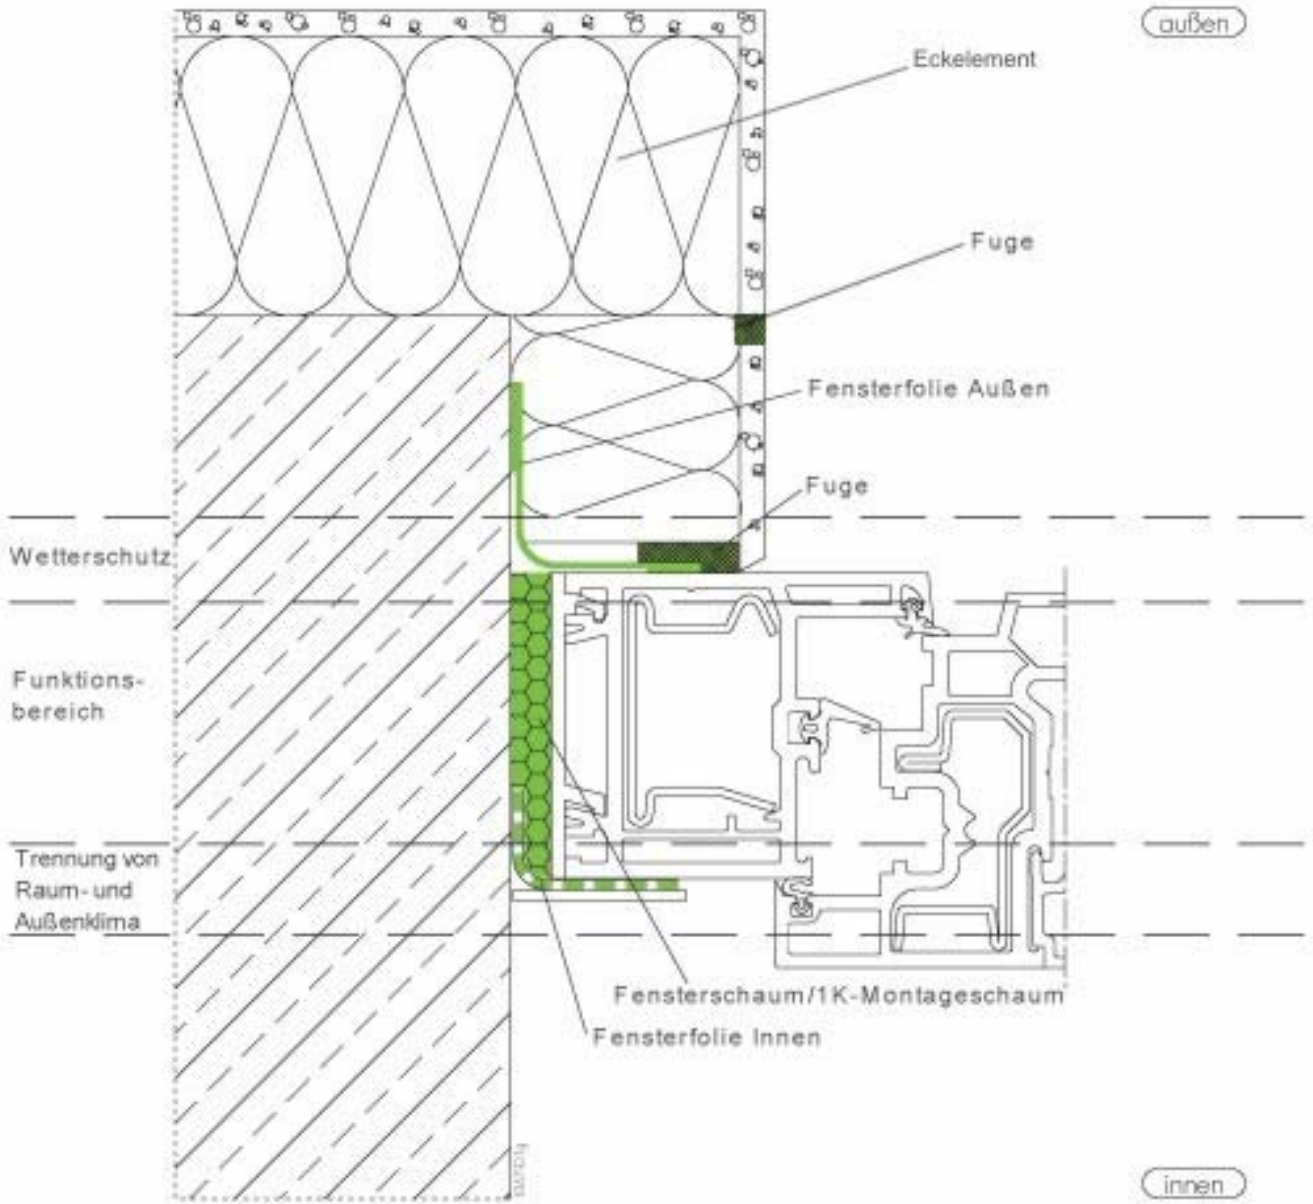 außen
Eckelement
Fuge
Fensterfolie Außen
Fuge
Wetterschutz
Funktions-
bereich
Trennung von
Raum- und
Außenklima
Fensterschaum/1K-Montageschaum
Fensterfolie Innen
innen